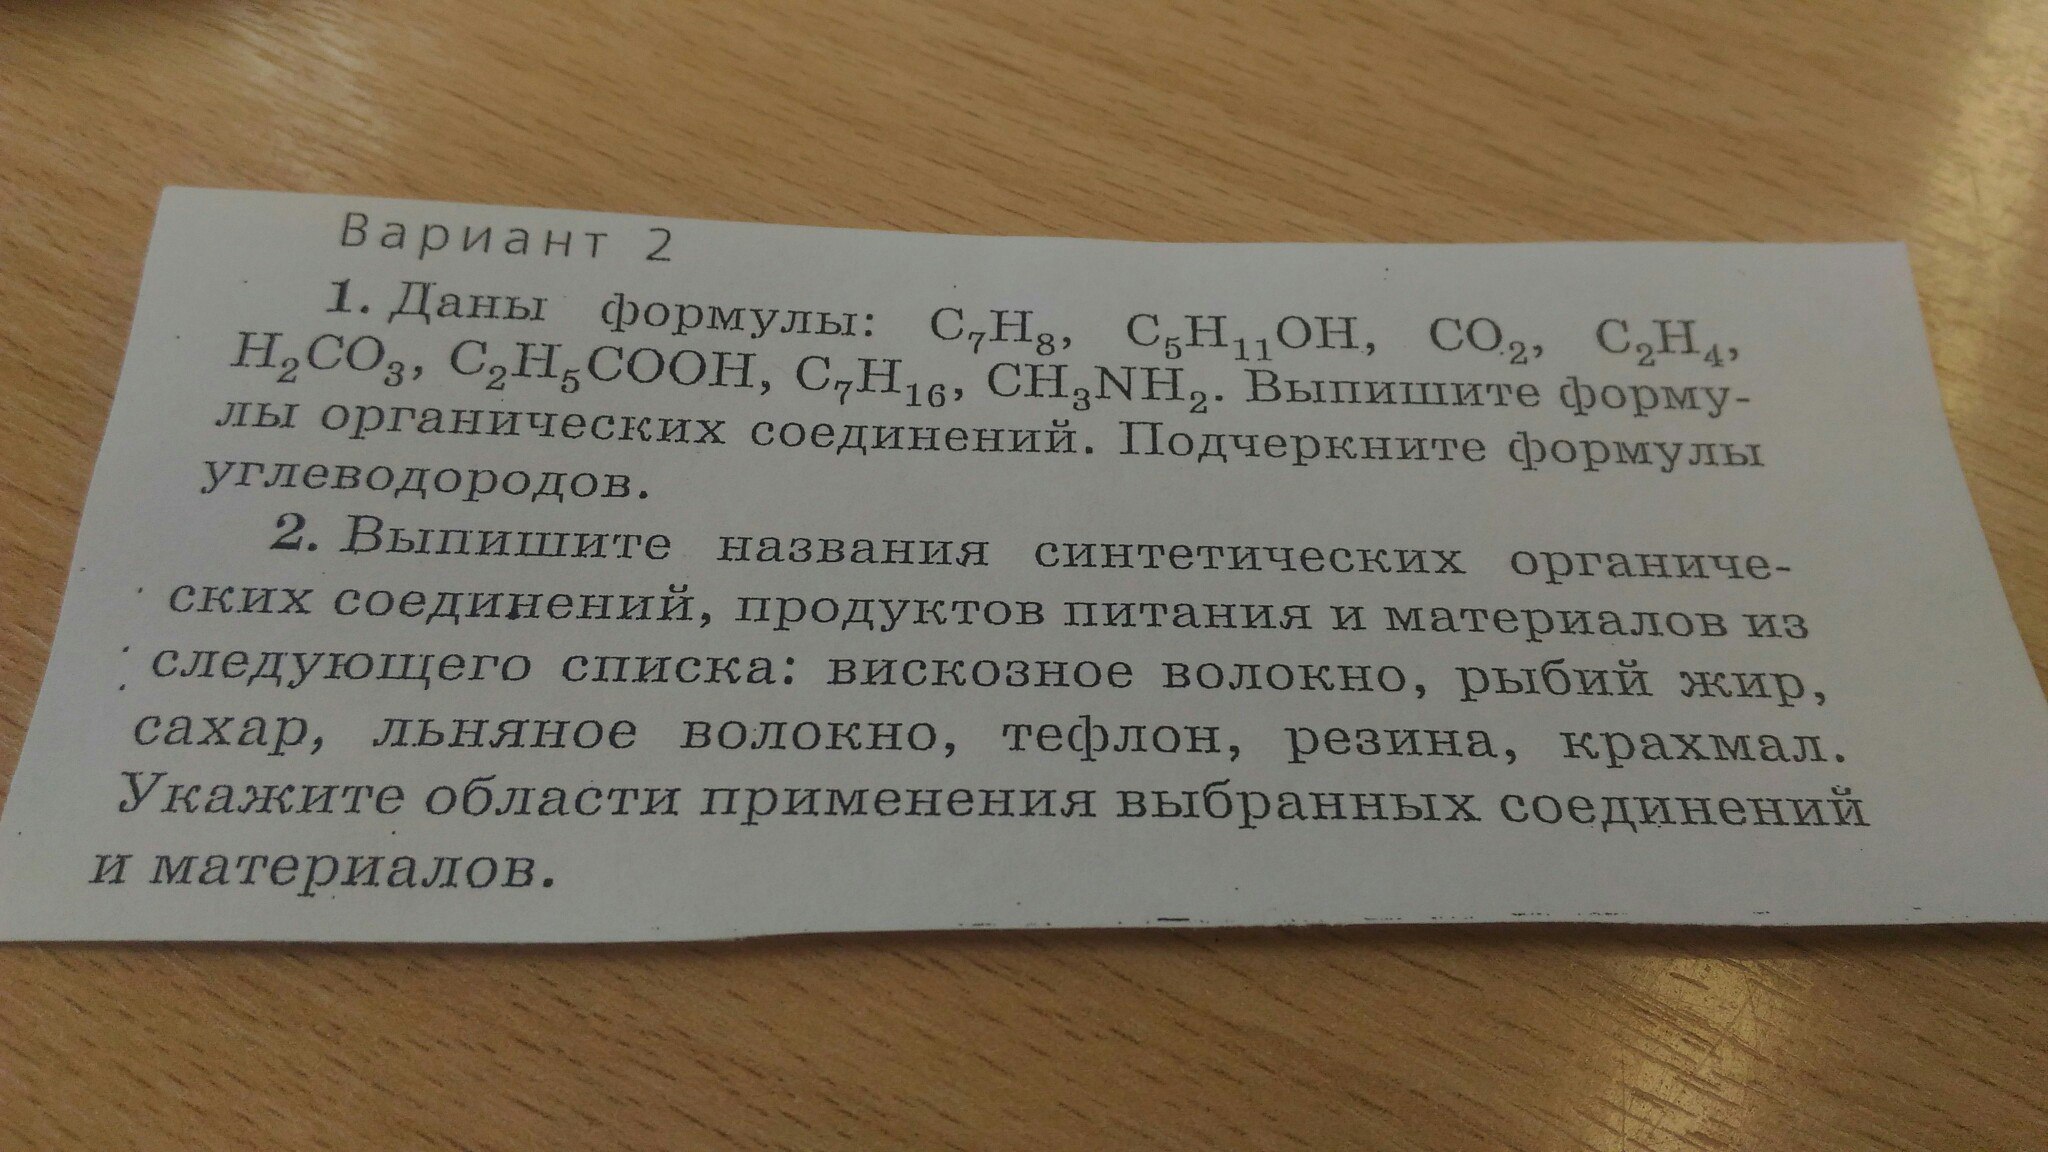 Вариант 2
1. Даны формулы: C₇H₈, C₅H₁₁OH, CO₂, C₂H₄,
H₂CO₃, C₂H₅COOH, C₇H₁₆, CH₃NH₂. Выпишите форму-
лы органических соединений. Подчеркните формулы
углеводородов.
2. Выпишите названия синтетических органиче-
ских соединений, продуктов питания и материалов из
следующего списка: вискозное волокно, рыбий жир,
сахар, льняное волокно, тефлон, резина, крахмал.
Укажите области применения выбранных соединений
и материалов.